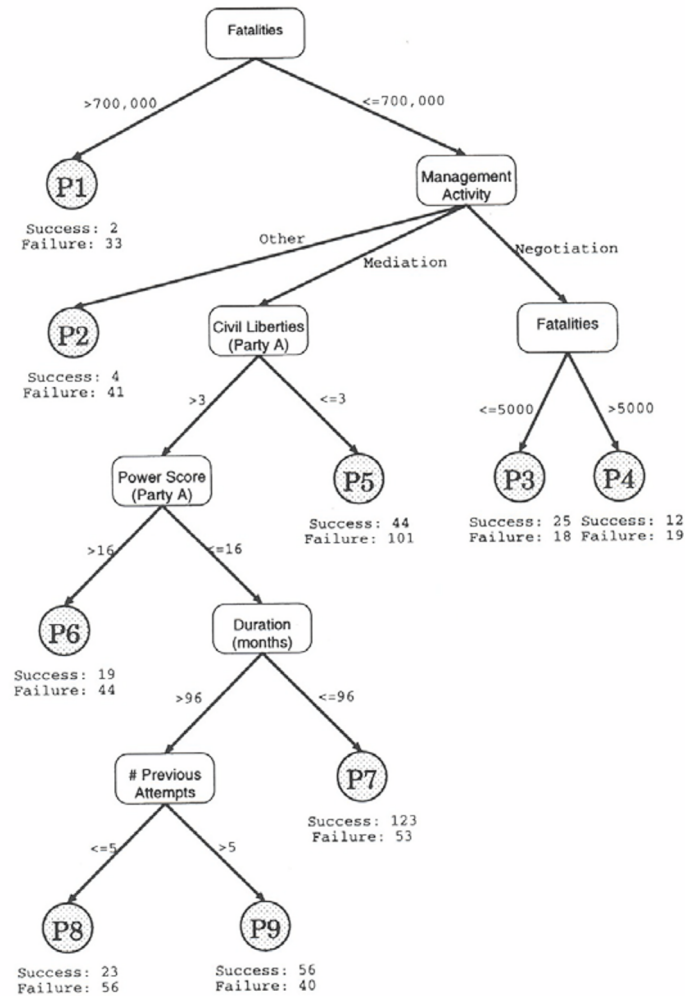 Fatalities
>700,000
<=700,000
P1
Success: 2
Failure: 33
Management
Activity
Other
Mediation
Negotiation
P2
Success: 4
Failure: 41
Civil Liberties
(Party A)
Fatalities
>3
<=3
<=5000
>5000
Power Score
(Party A)
P5
Success: 44
Failure: 101
P3
P4
Success: 25 Success: 12
Failure: 18 Failure: 19
>16
<=16
P6
Success: 19
Failure: 44
Duration
(months)
>96
<=96
# Previous
Attempts
P7
Success: 123
Failure: 53
<=5
>5
P8
P9
Success: 23
Failure: 56
Success: 56
Failure: 40